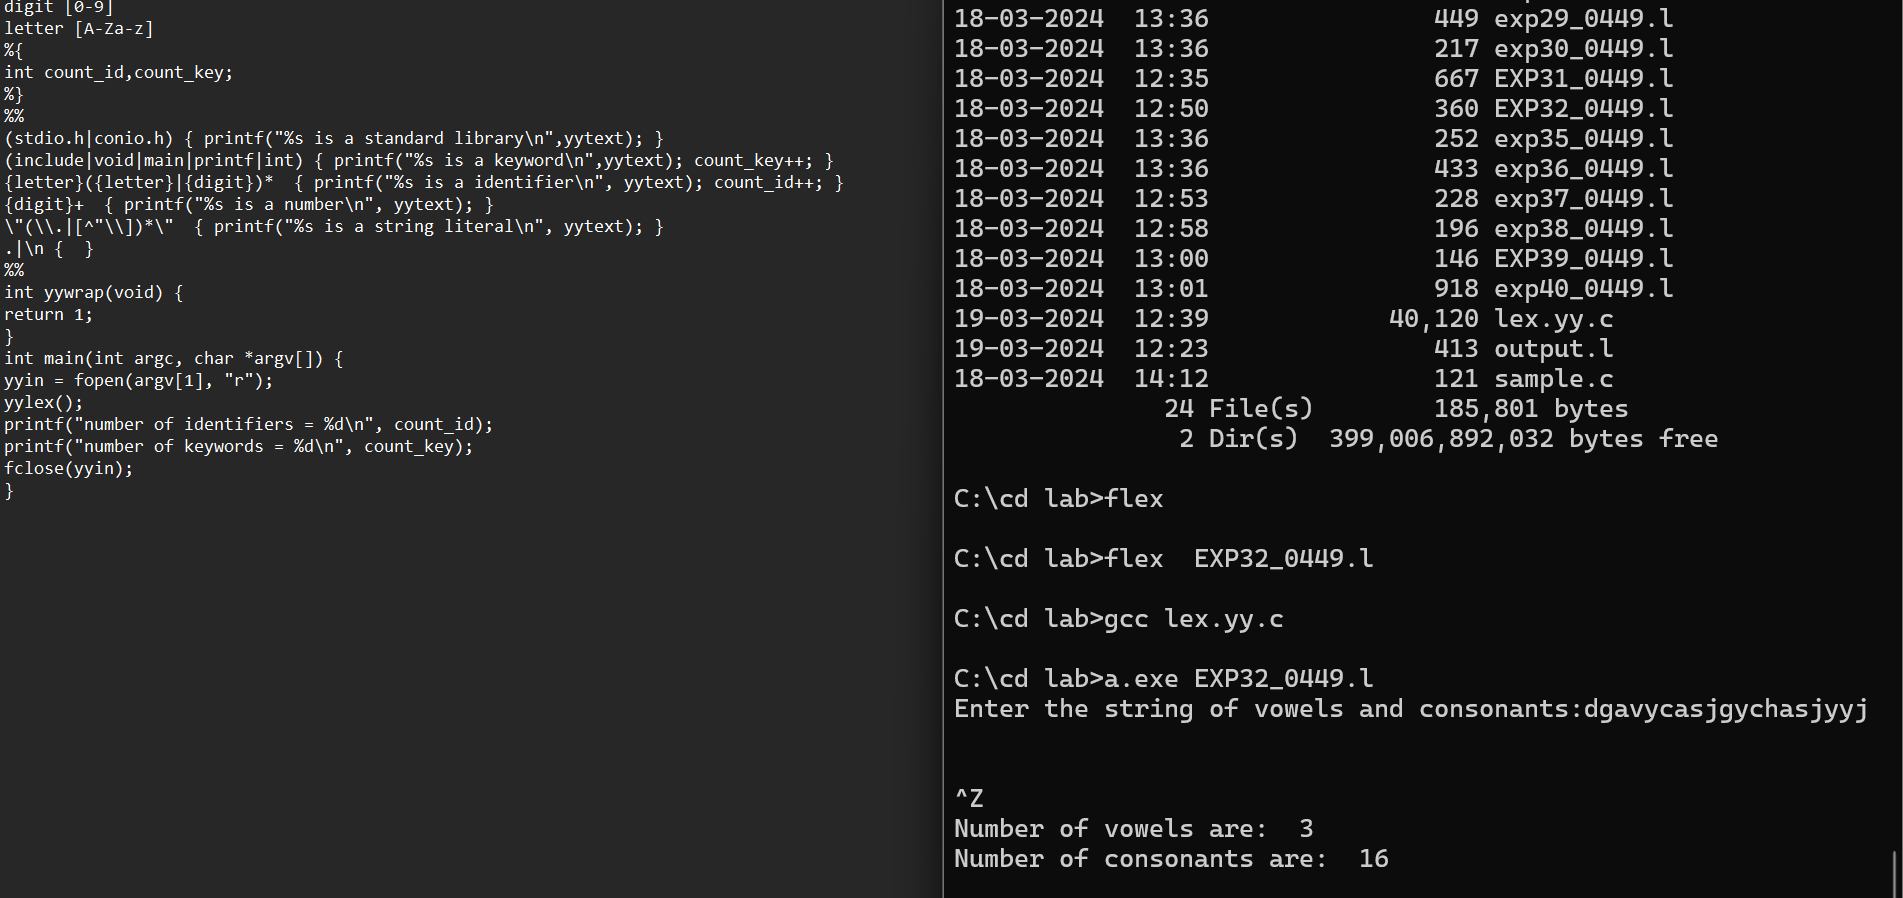 digit [0-9]
letter [A-Za-z]
%{
int count_id,count_key;
%}
%%
(stdio.h|conio.h) { printf("%s is a standard library\n",yytext); }
(include|void|main|printf|int) { printf("%s is a keyword\n",yytext); count_key++; }
{letter}({letter}|{digit})*  { printf("%s is a identifier\n", yytext); count_id++; }
{digit}+  { printf("%s is a number\n", yytext); }
\"(\\.|[^"\\])*\"  { printf("%s is a string literal\n", yytext); }
.|\n {  }
%%
int yywrap(void) {
return 1;
}
int main(int argc, char *argv[]) {
yyin = fopen(argv[1], "r");
yylex();
printf("number of identifiers = %d\n", count_id);
printf("number of keywords = %d\n", count_key);
fclose(yyin);
}
18-03-2024  13:36               449 exp29_0449.l
18-03-2024  13:36               217 exp30_0449.l
18-03-2024  12:35               667 EXP31_0449.l
18-03-2024  12:50               360 EXP32_0449.l
18-03-2024  13:36               252 exp35_0449.l
18-03-2024  13:36               433 exp36_0449.l
18-03-2024  12:53               228 exp37_0449.l
18-03-2024  12:58               196 exp38_0449.l
18-03-2024  13:00               146 EXP39_0449.l
18-03-2024  13:01               918 exp40_0449.l
19-03-2024  12:39            40,120 lex.yy.c
19-03-2024  12:23               413 output.l
18-03-2024  14:12               121 sample.c
24 File(s)        185,801 bytes
2 Dir(s)  399,006,892,032 bytes free
C:\cd lab>flex
C:\cd lab>flex  EXP32_0449.l
C:\cd lab>gcc lex.yy.c
C:\cd lab>a.exe EXP32_0449.l
Enter the string of vowels and consonants:dgavycasjgychasjyyj
^Z
Number of vowels are:  3
Number of consonants are:  16